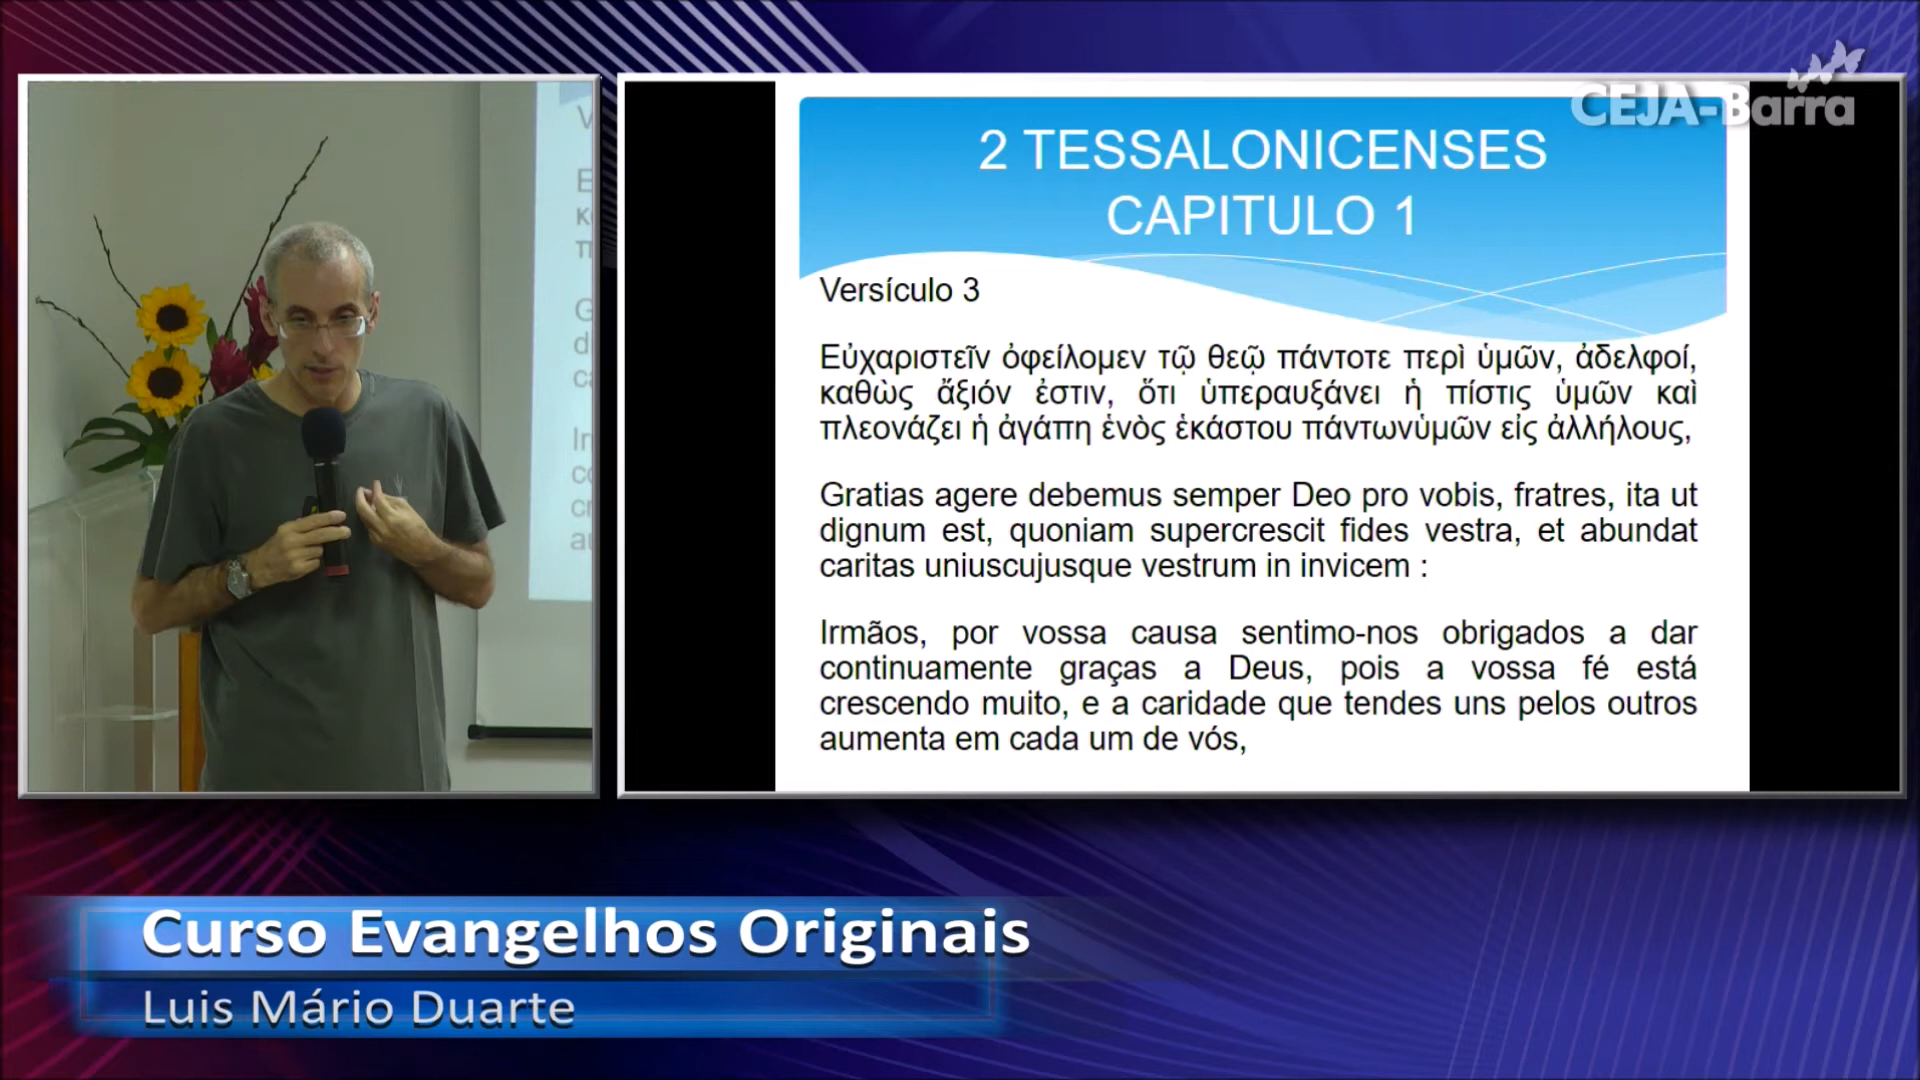 CEJA-Barra
2 TESSALONICENSES
CAPITULO 1
Versículo 3
Εὐχαριστεῖν ὀφείλομεν τῷ θεῷ πάντοτε περὶ ὑμῶν, ἀδελφοί,
καθὼς ἄξιόν ἐστιν, ὅτι ὑπεραυξάνει ἡ πίστις ὑμῶν καὶ
πλεονάζει ἡ ἀγάπη ἑνὸς ἑκάστου πάντωνὑμῶν εἰς ἀλλήλους,
Gratias agere debemus semper Deo pro vobis, fratres, ita ut
dignum est, quoniam supercrescit fides vestra, et abundat
caritas uniuscujusque vestrum in invicem :
Irmãos, por vossa causa sentimo-nos obrigados a dar
continuamente graças a Deus, pois a vossa fé está
crescendo muito, e a caridade que tendes uns pelos outros
aumenta em cada um de vós,
Curso Evangelhos Originais
Luis Mário Duarte